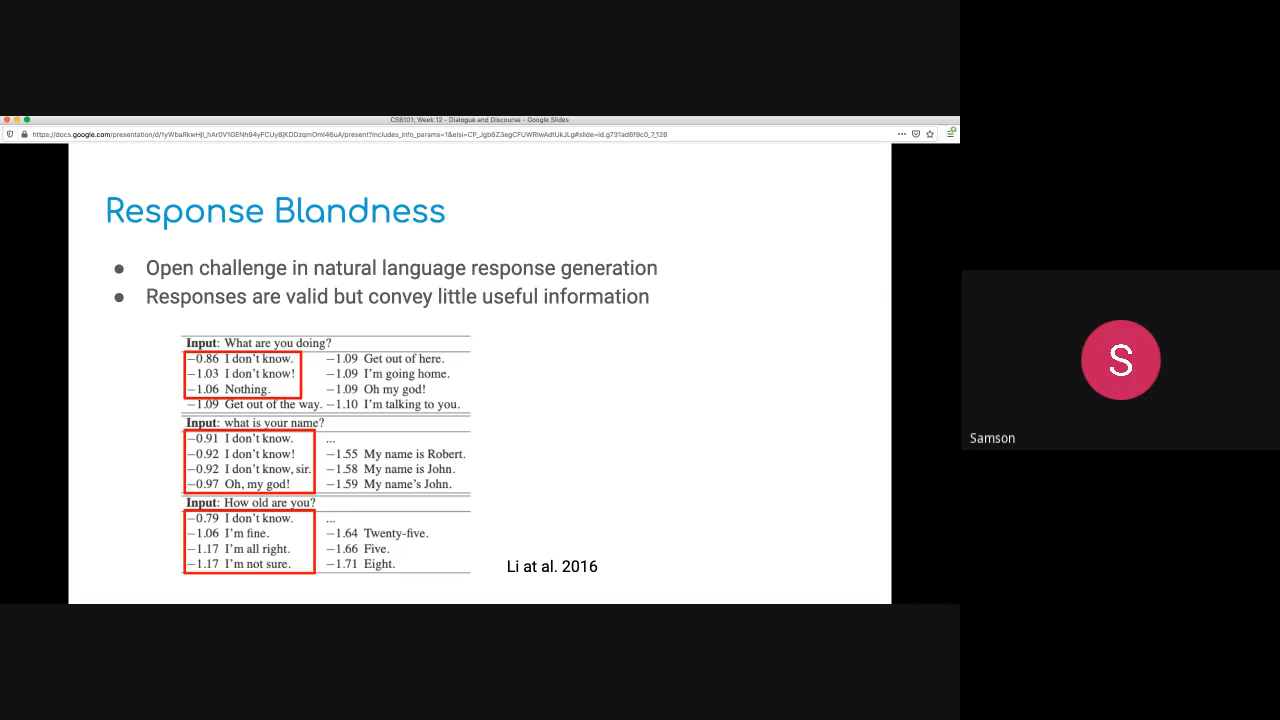 CS6101: Week 12 - Dialogue and Discourse - Google Slides
Response Blandness
● Open challenge in natural language response generation
● Responses are valid but convey little useful information
Input: What are you doing?
−0.86 I don't know. −1.09 Get out of here.
−1.03 I don't know! −1.09 I'm going home.
−1.06 Nothing. −1.09 Oh my god!
−1.09 Get out of the way. −1.10 I'm talking to you.
Input: what is your name?
−0.91 I don't know. ...
−0.92 I don't know! −1.55 My name is Robert.
−0.92 I don't know, sir. −1.58 My name is John.
−0.97 Oh, my god! −1.59 My name's John.
Input: How old are you?
−0.79 I don't know. ...
−1.06 I'm fine. −1.64 Twenty-five.
−1.17 I'm all right. −1.66 Five.
−1.17 I'm not sure. −1.71 Eight.
Li at al. 2016
S
Samson